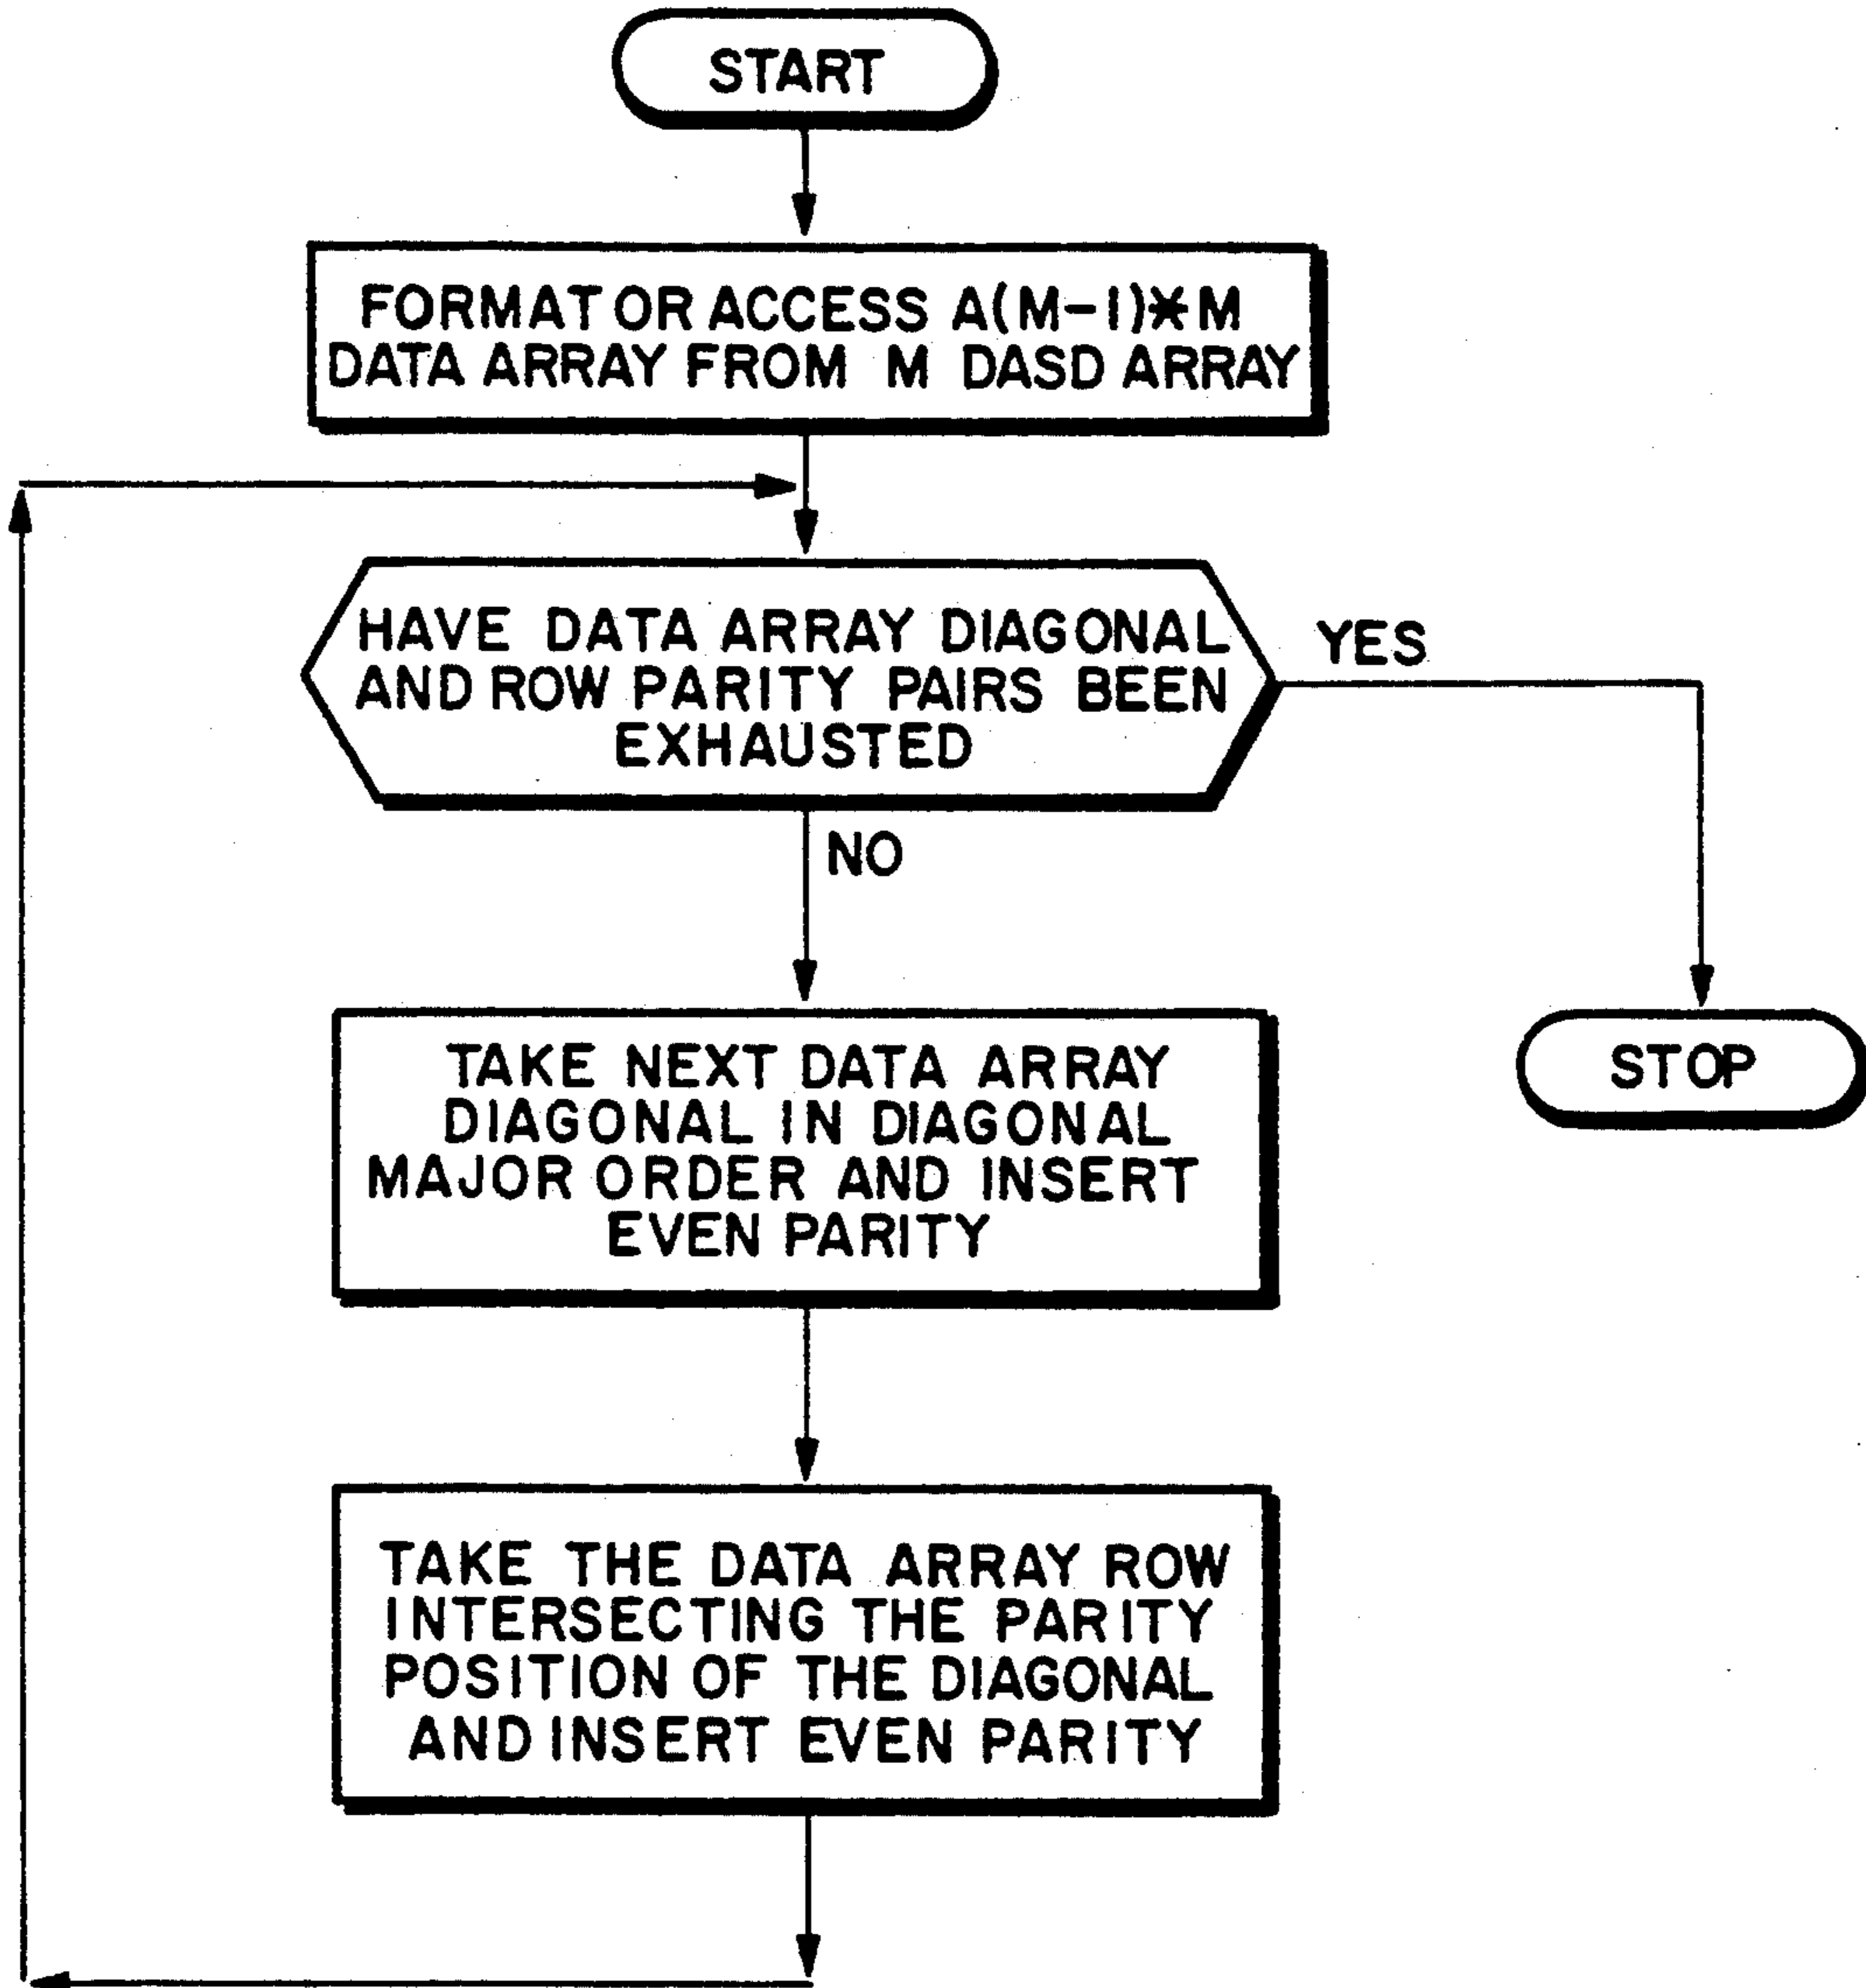 START
FORMAT OR ACCESS A(M-1)*M
DATA ARRAY FROM M DASD ARRAY
HAVE DATA ARRAY DIAGONAL
AND ROW PARITY PAIRS BEEN
EXHAUSTED
YES
NO
TAKE NEXT DATA ARRAY
DIAGONAL IN DIAGONAL
MAJOR ORDER AND INSERT
EVEN PARITY
STOP
TAKE THE DATA ARRAY ROW
INTERSECTING THE PARITY
POSITION OF THE DIAGONAL
AND INSERT EVEN PARITY